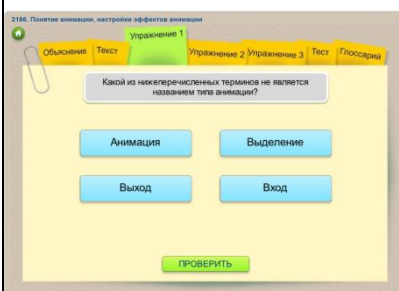 2166. Понятие анимации, настройки эффектов анимации
Объяснение Текст Упражнение 1 Упражнение 2 Упражнение 3 Тест Глоссарий
Какой из нижеперечисленных терминов не является
названием типа анимации?
Анимация Выделение
Выход Вход
ПРОВЕРИТЬ